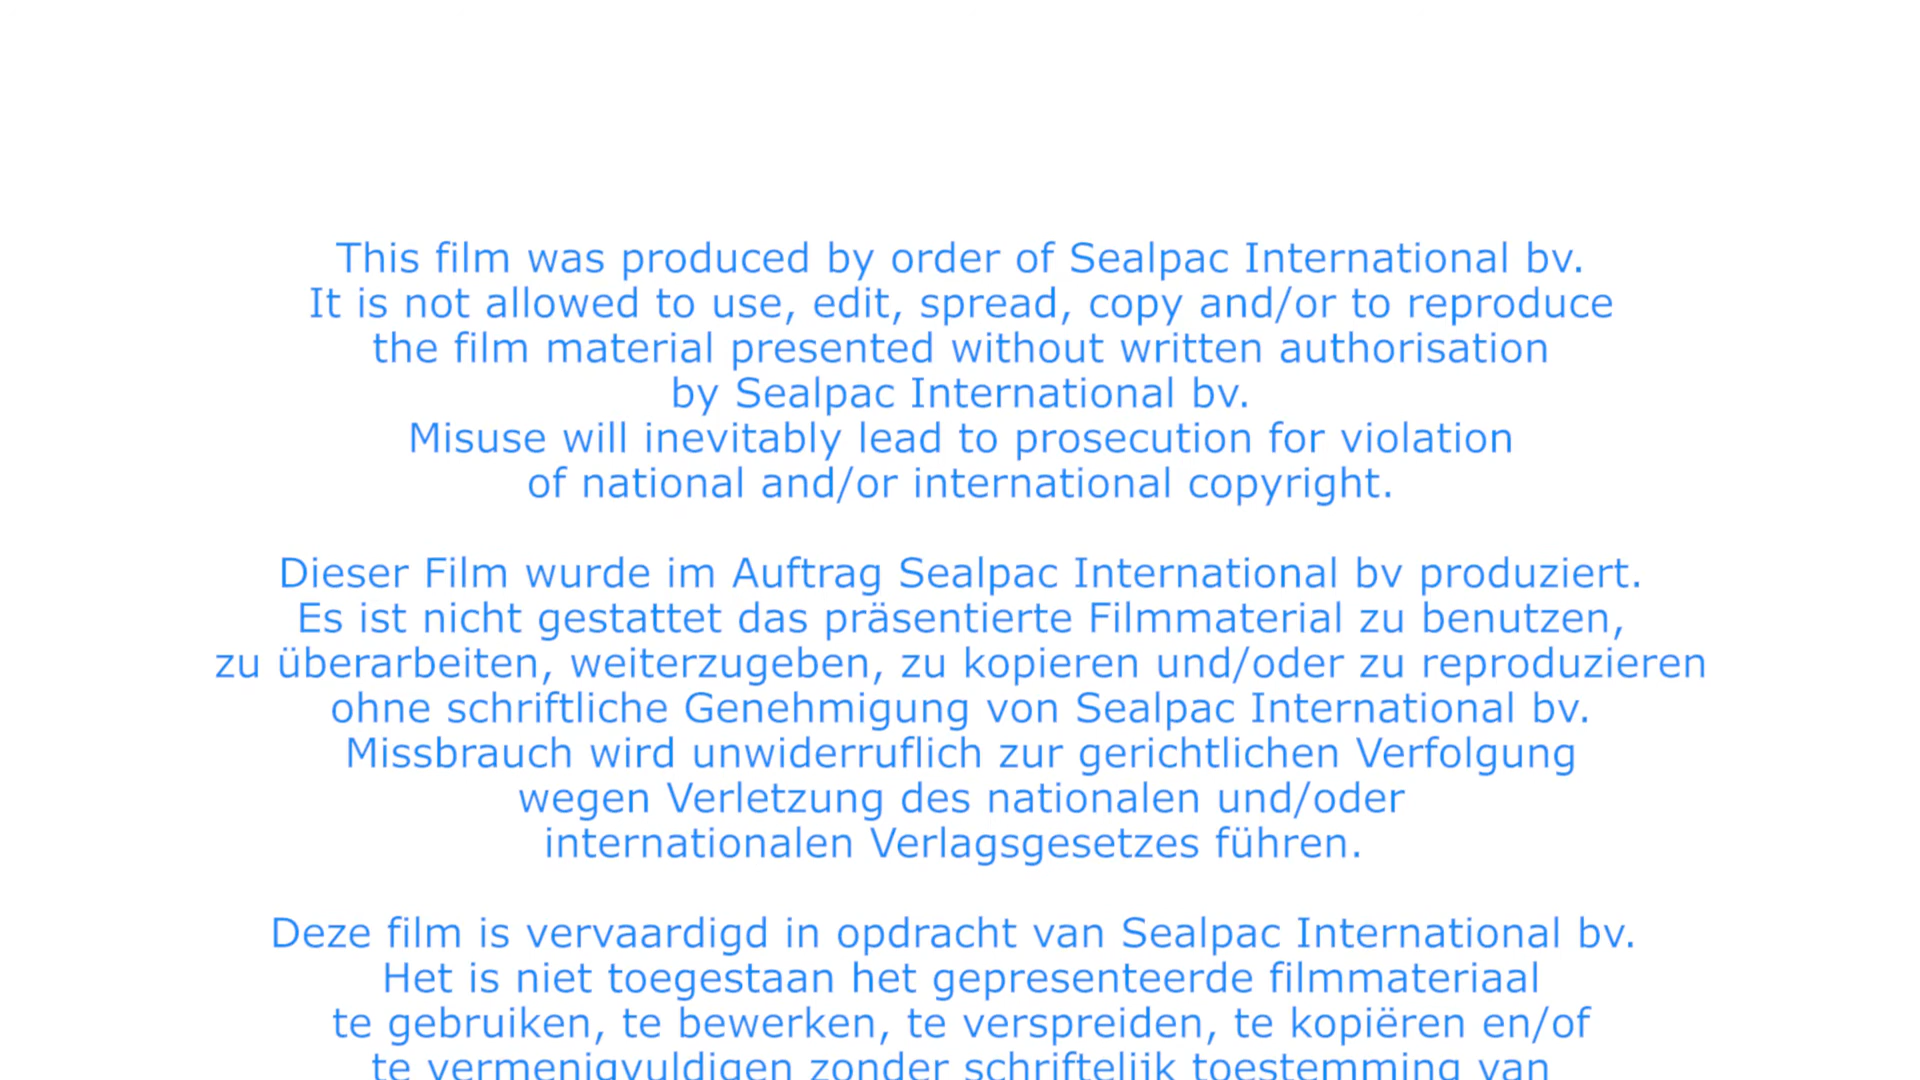 This film was produced by order of Sealpac International bv.
It is not allowed to use, edit, spread, copy and/or to reproduce
the film material presented without written authorisation
by Sealpac International bv.
Misuse will inevitably lead to prosecution for violation
of national and/or international copyright.
Dieser Film wurde im Auftrag Sealpac International bv produziert.
Es ist nicht gestattet das präsentierte Filmmaterial zu benutzen,
zu überarbeiten, weiterzugeben, zu kopieren und/oder zu reproduzieren
ohne schriftliche Genehmigung von Sealpac International bv.
Missbrauch wird unwiderruflich zur gerichtlichen Verfolgung
wegen Verletzung des nationalen und/oder
internationalen Verlagsgesetzes führen.
Deze film is vervaardigd in opdracht van Sealpac International bv.
Het is niet toegestaan het gepresenteerde filmmateriaal
te gebruiken, te bewerken, te verspreiden, te kopiëren en/of
te vermenigvuldigen zonder schriftelijk toestemming van